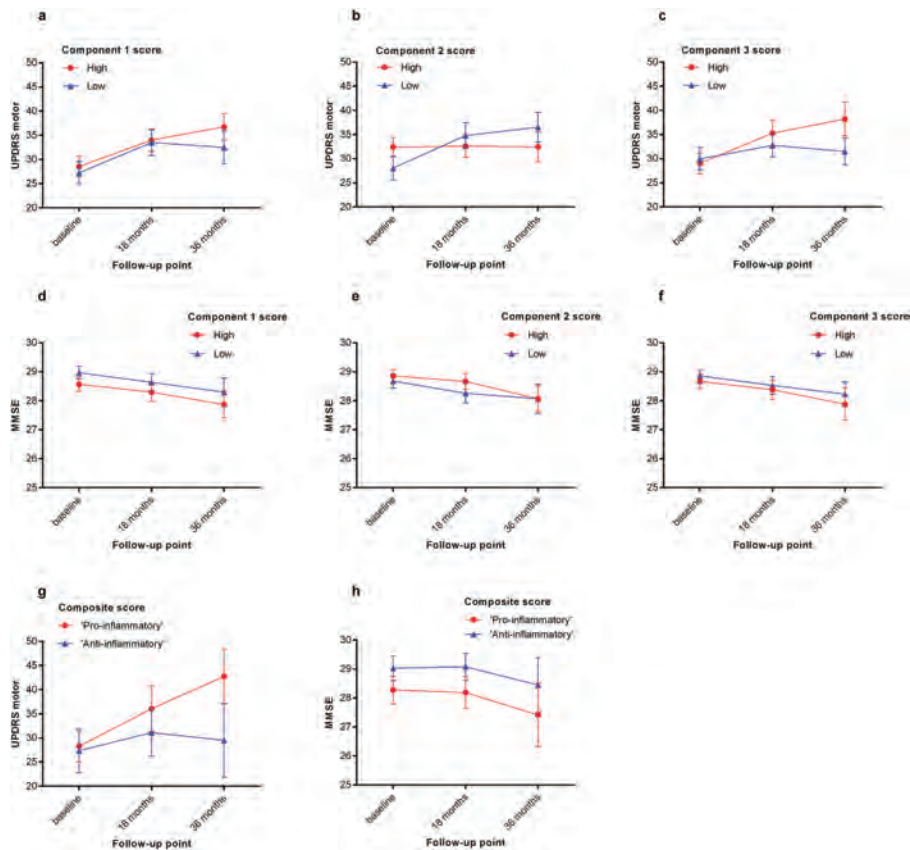 a
Component 1 score
High
Low
50
45
40
35
30
25
20
UPDRS motor
baseline
18 months
36 months
Follow-up point
b
Component 2 score
High
Low
50
45
40
35
30
25
20
UPDRS motor
baseline
18 months
36 months
Follow-up point
c
Component 3 score
High
Low
50
45
40
35
30
25
20
UPDRS motor
baseline
18 months
36 months
Follow-up point
d
Component 1 score
High
Low
30
29
28
27
26
25
MMSE
baseline
18 months
36 months
Follow-up point
e
Component 2 score
High
Low
30
29
28
27
26
25
MMSE
baseline
18 months
36 months
Follow-up point
f
Component 3 score
High
Low
30
29
28
27
26
25
MMSE
baseline
18 months
36 months
Follow-up point
g
Composite score
'Pro-inflammatory'
'Anti-inflammatory'
50
45
40
35
30
25
20
UPDRS motor
baseline
18 months
36 months
Follow-up point
h
Composite score
'Pro-inflammatory'
'Anti-inflammatory'
30
29
28
27
26
25
MMSE
baseline
18 months
36 months
Follow-up point